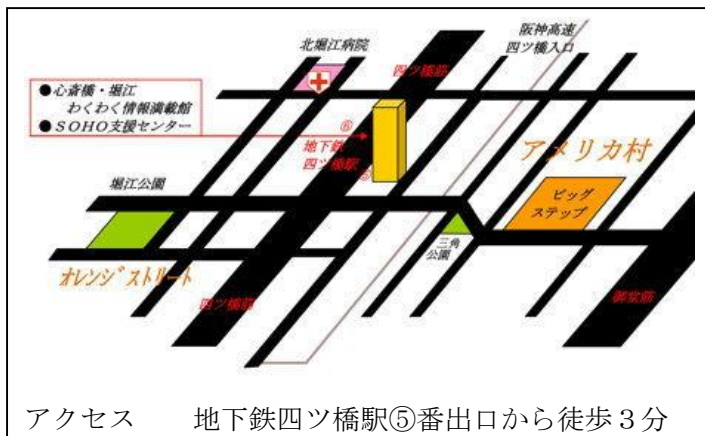 阪神高速
四ツ橋入口
北堀江病院
四ツ橋筋
●心斎橋・堀江
わくわく情報満載館
●SOHO支援センター
⑥
地下鉄
四ツ橋駅
⑤
アメリカ村
堀江公園
ビッグ
ステップ
三角
公園
オレンジストリート
四ツ橋筋
御堂筋
アクセス 地下鉄四ツ橋駅⑤番出口から徒歩３分